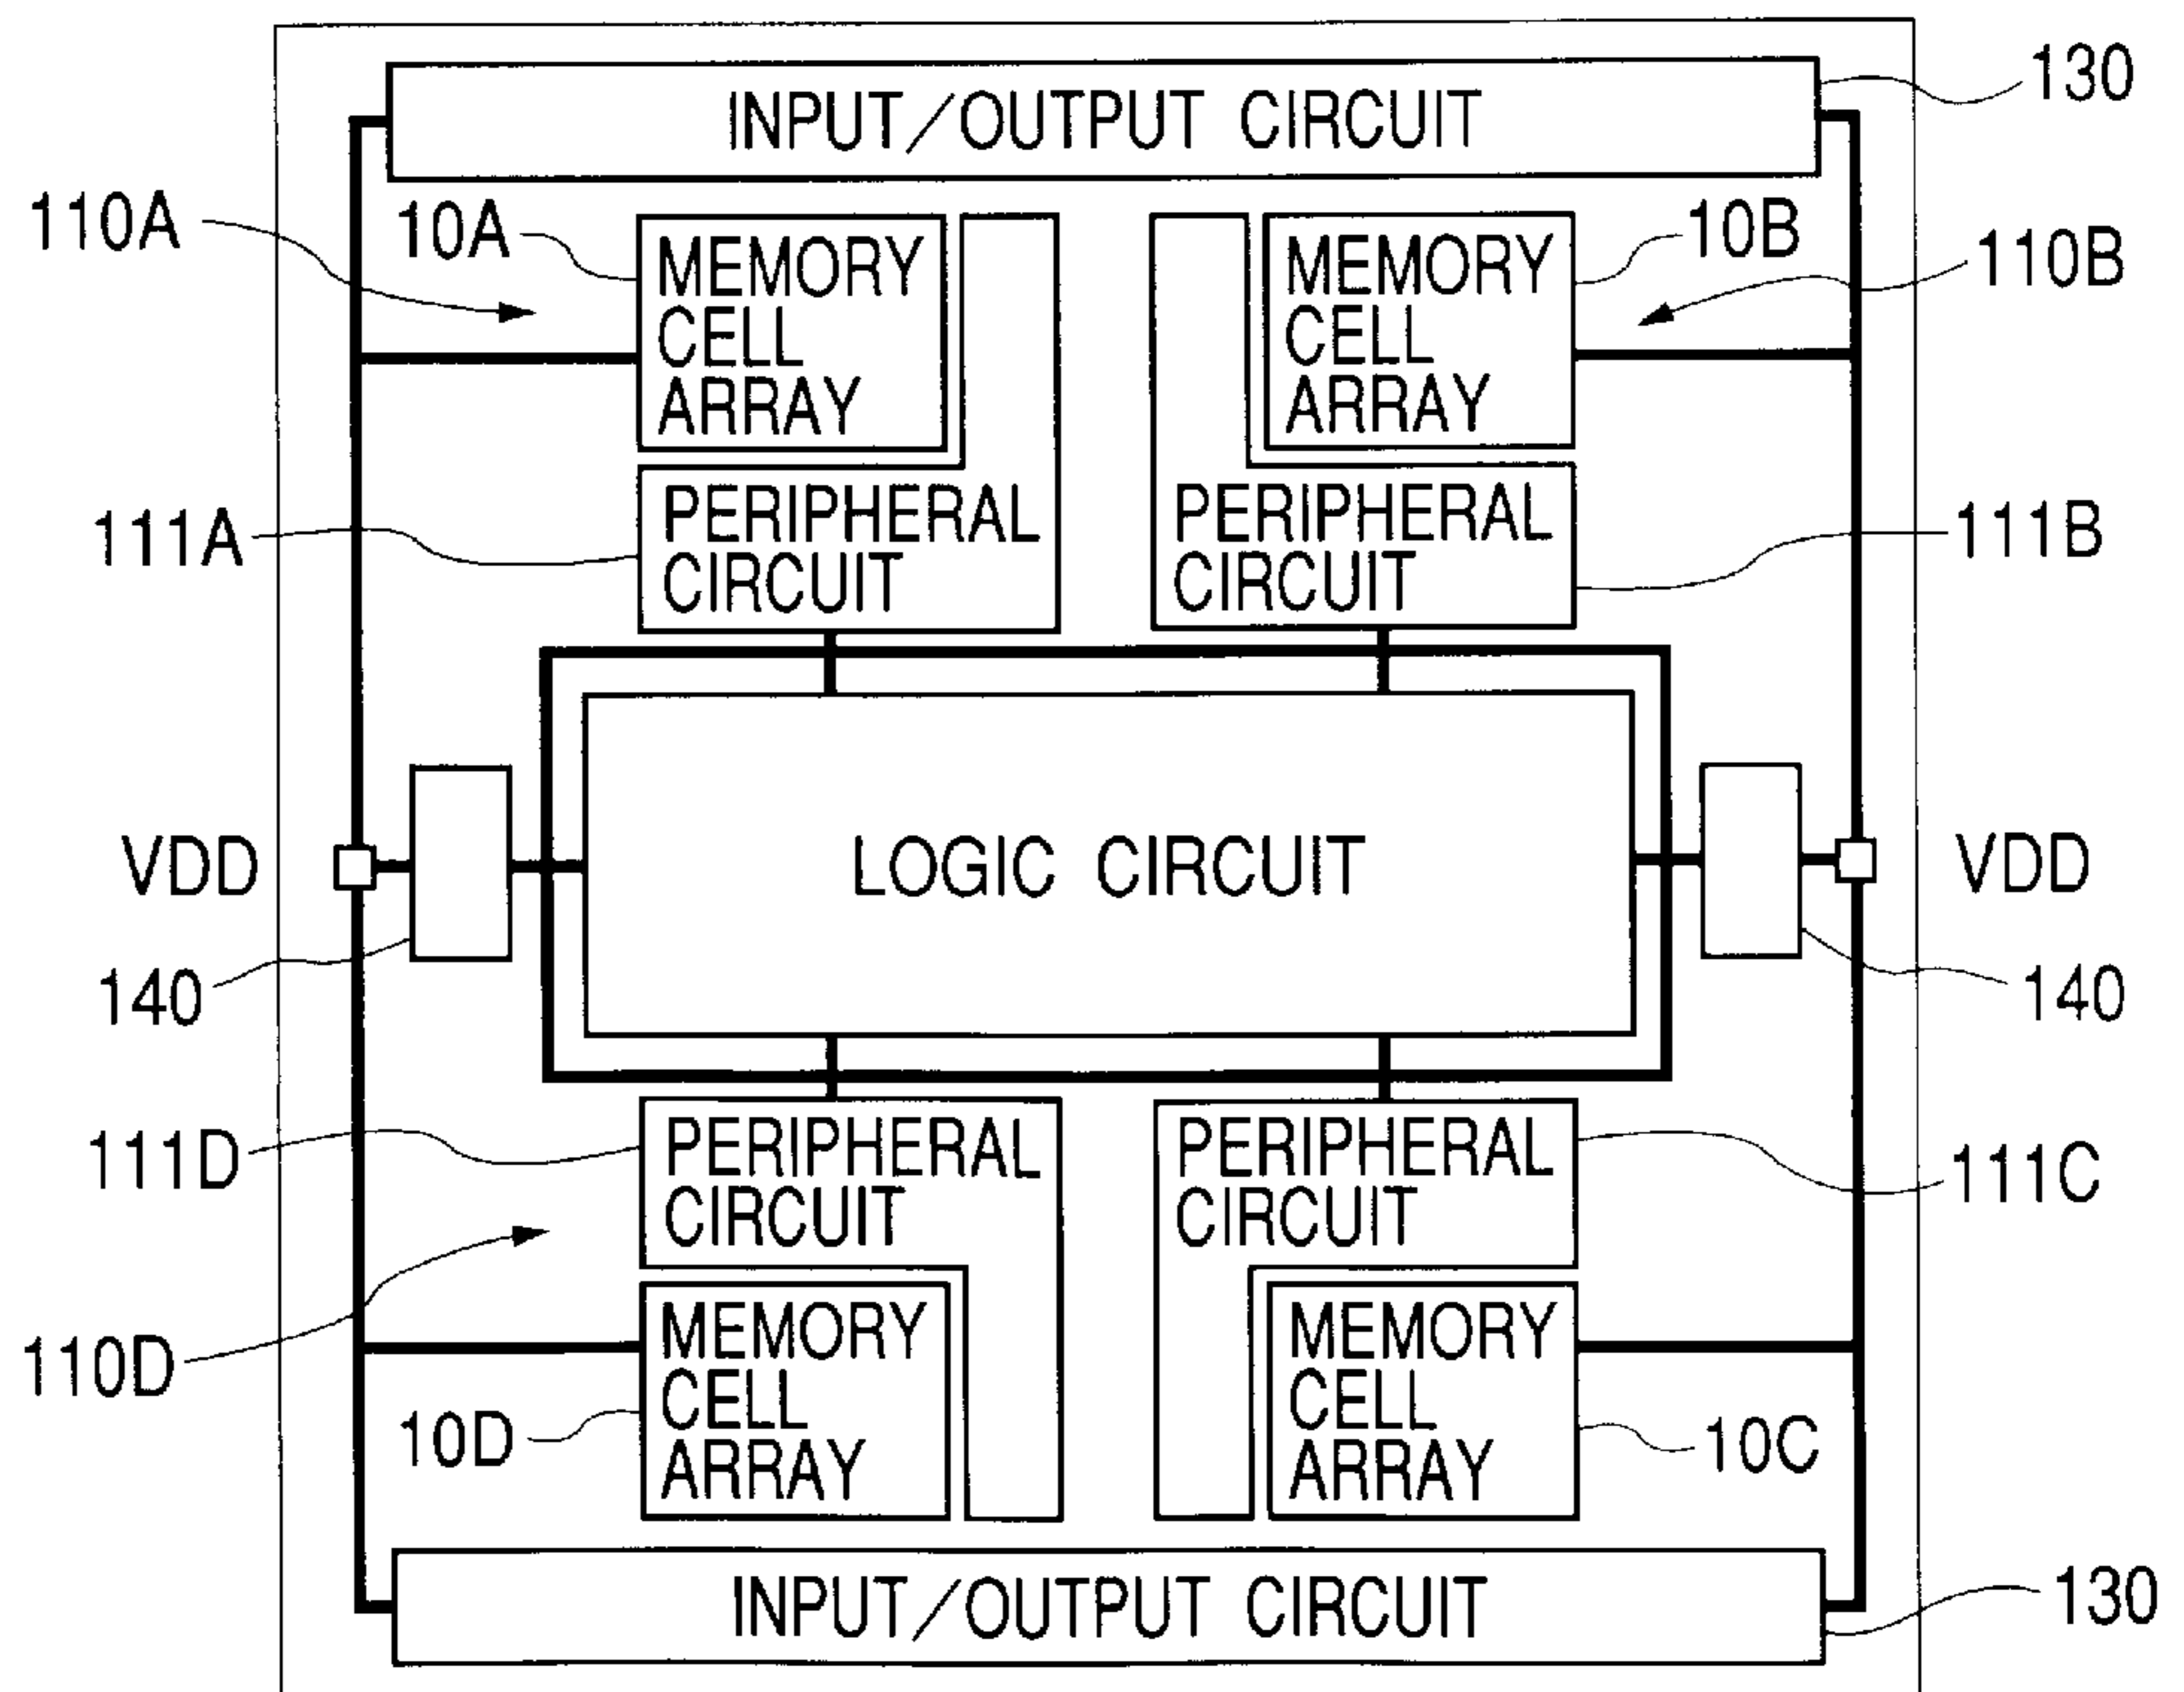 130
INPUT/OUTPUT CIRCUIT
110A
10A
MEMORY
CELL
ARRAY
MEMORY
CELL
ARRAY
10B
110B
111A
PERIPHERAL
CIRCUIT
PERIPHERAL
CIRCUIT
111B
VDD
LOGIC CIRCUIT
VDD
140
140
111D
PERIPHERAL
CIRCUIT
PERIPHERAL
CIRCUIT
111C
110D
10D
MEMORY
CELL
ARRAY
MEMORY
CELL
ARRAY
10C
INPUT/OUTPUT CIRCUIT
130